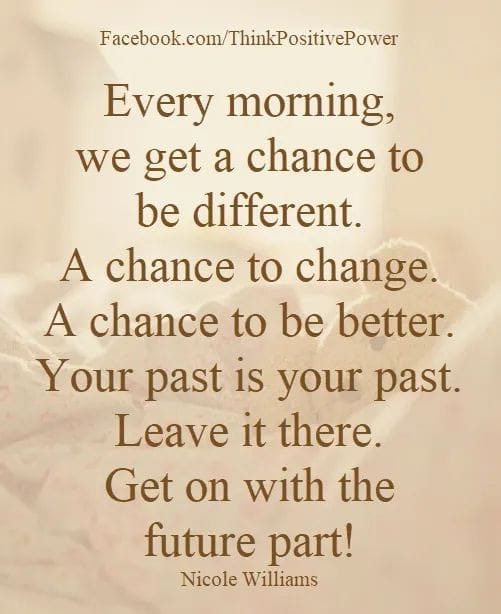 Facebook.com/ThinkPositivePower
Every morning,
we get a chance to
be different.
A chance to change.
A chance to be better.
Your past is your past.
Leave it there.
Get on with the
future part!
Nicole Williams